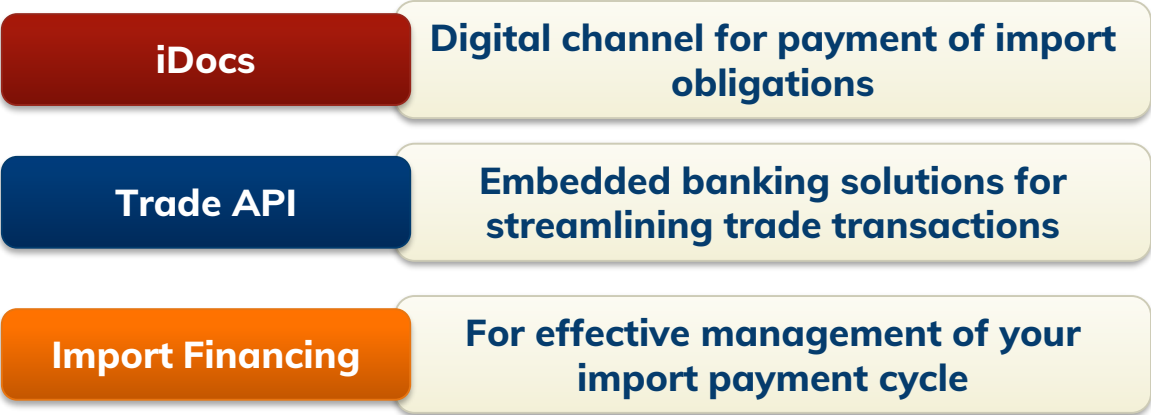 iDocs
Digital channel for payment of import
obligations
Trade API
Embedded banking solutions for
streamlining trade transactions
Import Financing
For effective management of your
import payment cycle